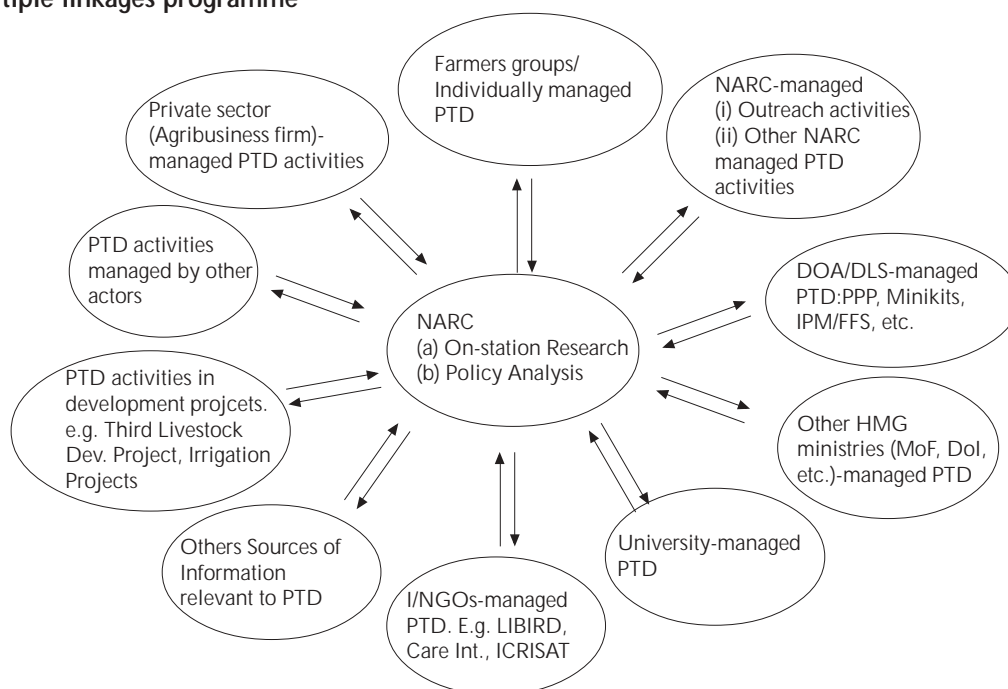 tiple linkages programme
Farmers groups/
Individually managed
PTD
NARC-managed
(i) Outreach activities
(ii) Other NARC
managed PTD
activities
Private sector
(Agribusiness firm)-
managed PTD activities
PTD activities
managed by other
actors
DOA/DLS-managed
PTD:PPP, Minikits,
IPM/FFS, etc.
NARC
(a) On-station Research
(b) Policy Analysis
PTD activities in
development projcets.
e.g. Third Livestock
Dev. Project, Irrigation
Projects
Other HMG
ministries (MoF, DoI,
etc.)-managed PTD
Others Sources of
Information
relevant to PTD
University-managed
PTD
I/NGOs-managed
PTD. E.g. LIBIRD,
Care Int., ICRISAT